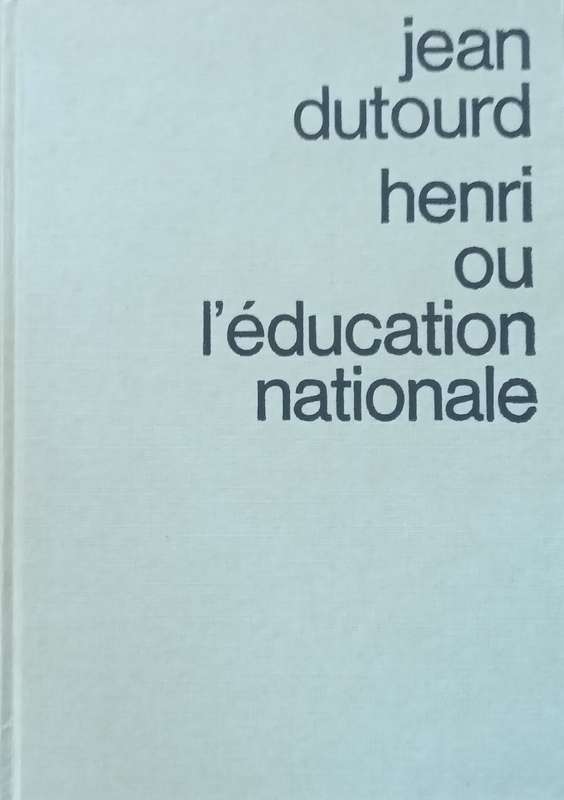 jean
dutourd
henri
ou
l'éducation
nationale